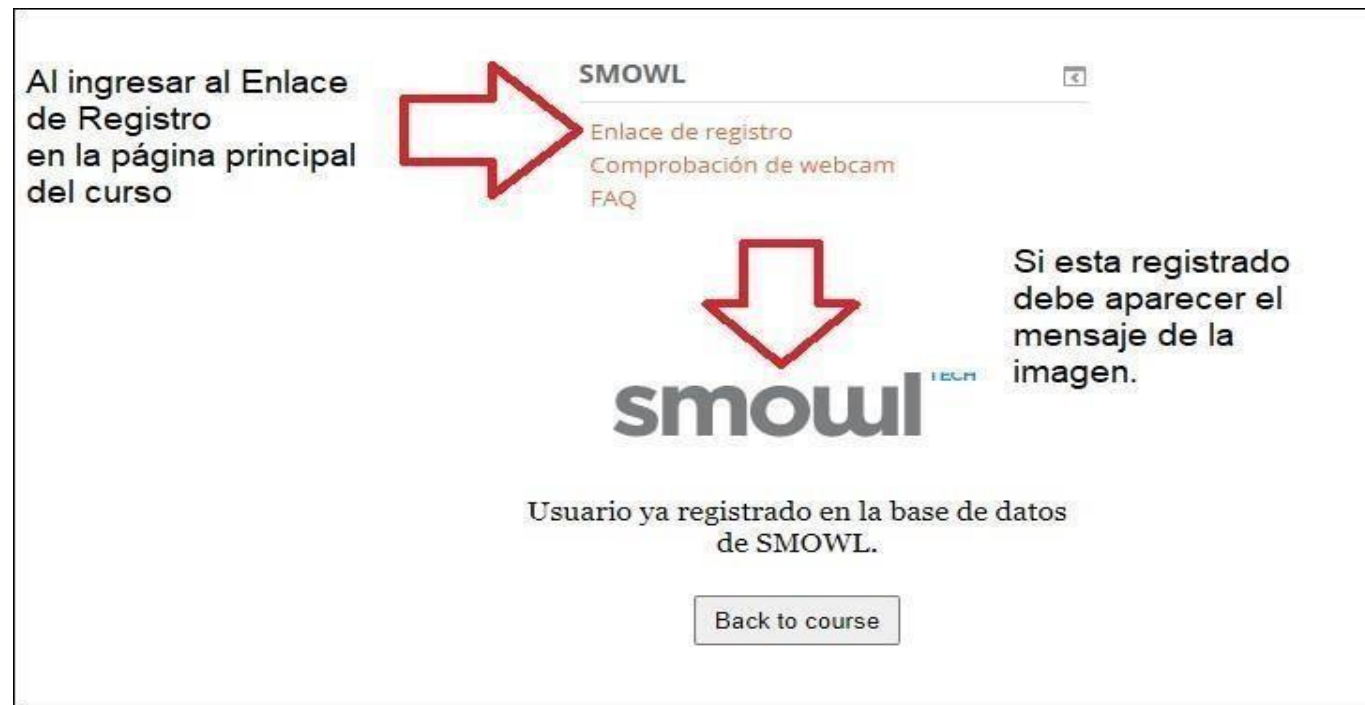 Al ingresar al Enlace
de Registro
en la página principal
del curso
SMOWL
Enlace de registro
Comprobación de webcam
FAQ
Si esta registrado
debe aparecer el
mensaje de la
imagen.
smowl TECH
Usuario ya registrado en la base de datos
de SMOWL.
Back to course